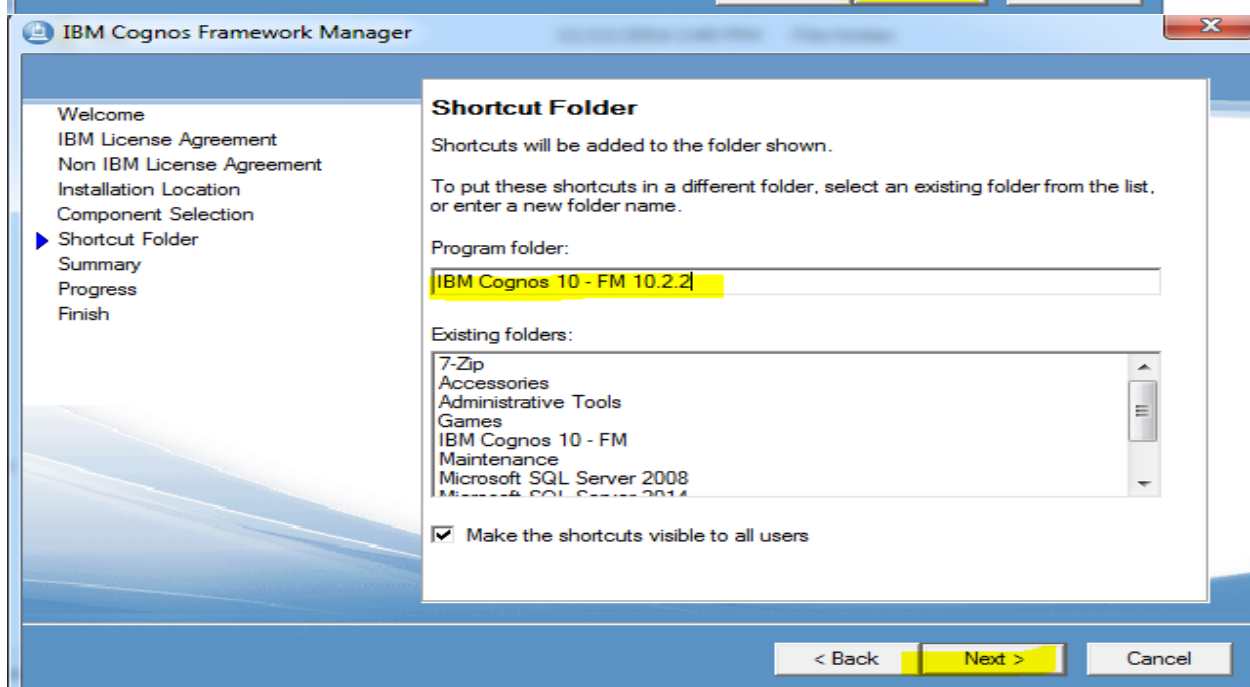 IBM Cognos Framework Manager
Welcome
IBM License Agreement
Non IBM License Agreement
Installation Location
Component Selection
Shortcut Folder
Summary
Progress
Finish
Shortcut Folder
Shortcuts will be added to the folder shown.
To put these shortcuts in a different folder, select an existing folder from the list,
or enter a new folder name.
Program folder:
IBM Cognos 10 - FM 10.2.2
Existing folders:
7-Zip
Accessories
Administrative Tools
Games
IBM Cognos 10 - FM
Maintenance
Microsoft SQL Server 2008
Microsoft SQL Server 2014
Make the shortcuts visible to all users
< Back
Next >
Cancel